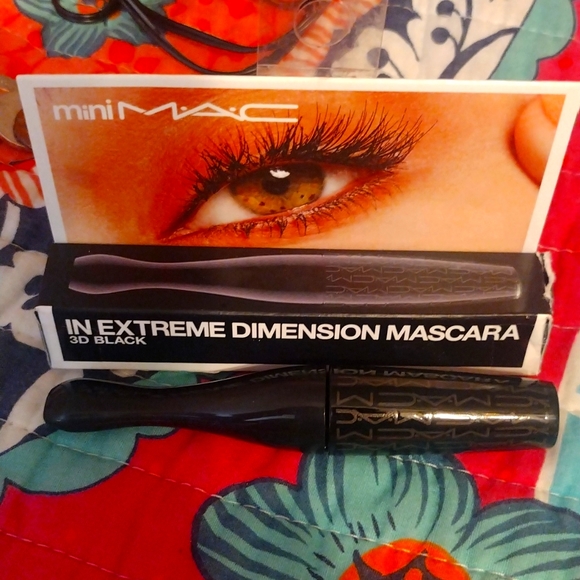 mini M·A·C
IN EXTREME DIMENSION MASCARA
3D BLACK